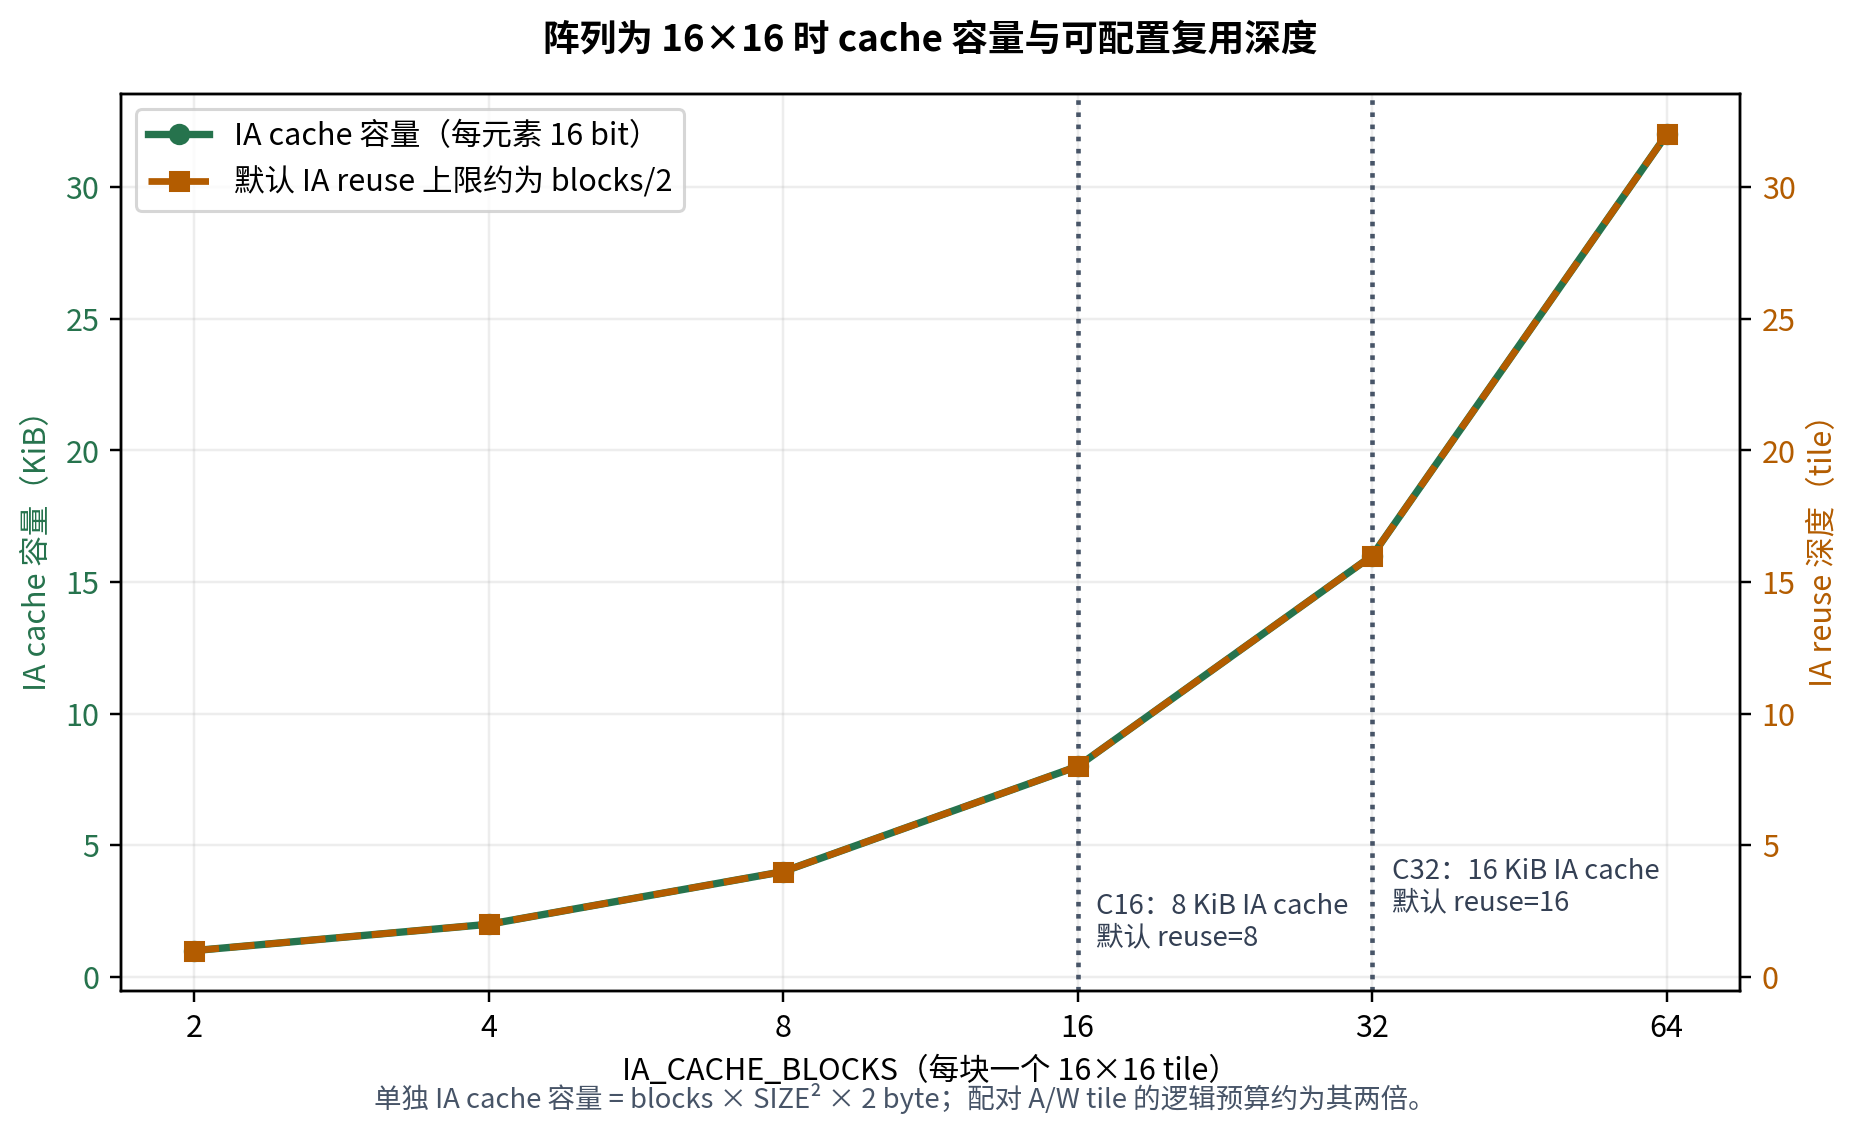 阵列为 16×16 时 cache 容量与可配置复用深度
IA cache 容量（每元素 16 bit）
默认 IA reuse 上限约为 blocks/2
IA cache 容量（KiB）
30
25
20
15
10
5
0
30
25
20
15
10
5
0
IA reuse 深度（tile）
C16：8 KiB IA cache
默认 reuse=8
C32：16 KiB IA cache
默认 reuse=16
2 4 8 16 32 64
IA_CACHE_BLOCKS（每块一个 16×16 tile）
单独 IA cache 容量 = blocks × SIZE² × 2 byte；配对 A/W tile 的逻辑预算约为其两倍。